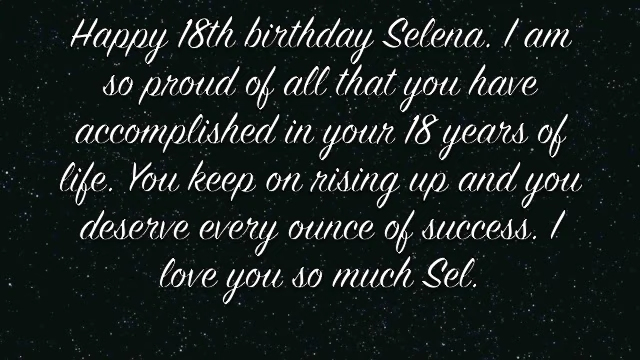 Happy 18th birthday Selena. I am
so proud of all that you have
accomplished in your 18 years of
life. You keep on rising up and you
deserve every ounce of success. I
love you so much Sel.